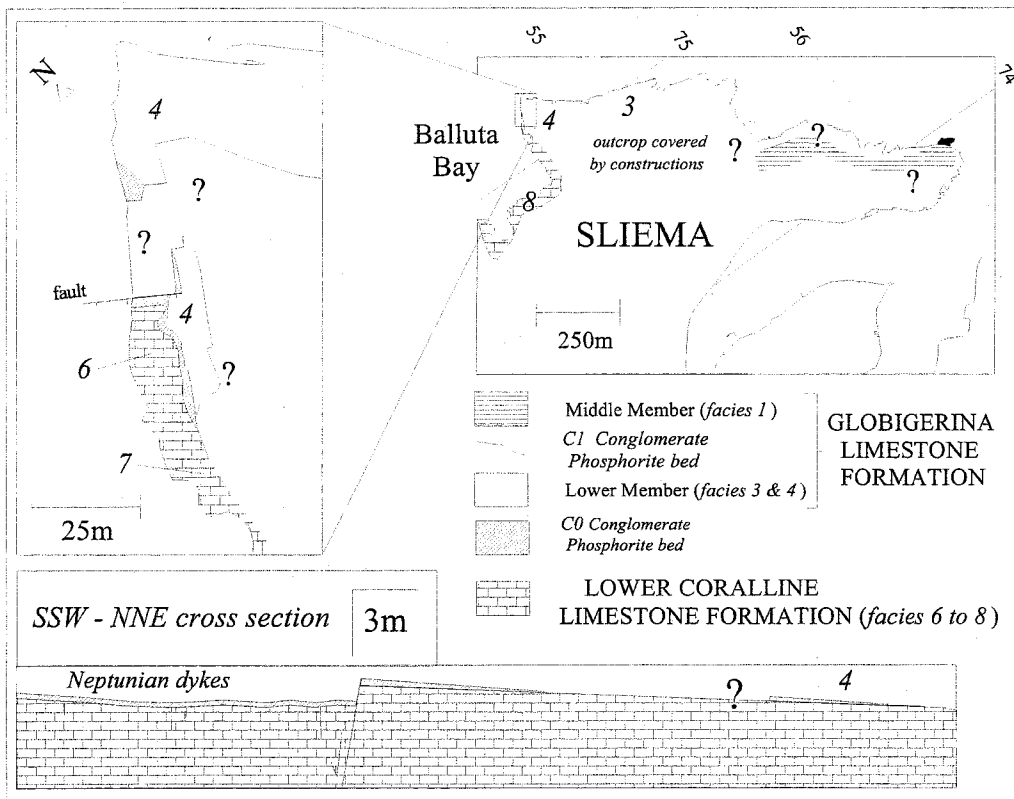 N
4
?
?
fault
4
6
?
7
25m
55
75
56
74
Balluta
Bay
4
3
outcrop covered
by constructions
?
?
?
8
SLIEMA
250m
Middle Member (facies 1)
C1 Conglomerate
Phosphorite bed
Lower Member (facies 3 & 4)
GLOBIGERINA
LIMESTONE
FORMATION
C0 Conglomerate
Phosphorite bed
LOWER CORALLINE
LIMESTONE FORMATION (facies 6 to 8)
SSW - NNE cross section
3m
Neptunian dykes
?
4